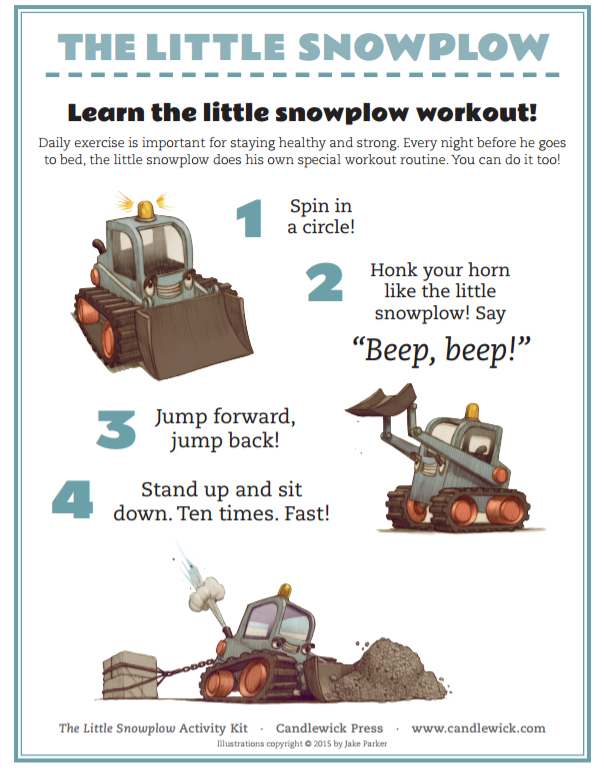 THE LITTLE SNOWPLOW
Learn the little snowplow workout!
Daily exercise is important for staying healthy and strong. Every night before he goes
to bed, the little snowplow does his own special workout routine. You can do it too!
1 Spin in
a circle!
2 Honk your horn
like the little
snowplow! Say
“Beep, beep!”
3 Jump forward,
jump back!
4 Stand up and sit
down. Ten times. Fast!
The Little Snowplow Activity Kit · Candlewick Press · www.candlewick.com
Illustrations copyright © 2015 by Jake Parker